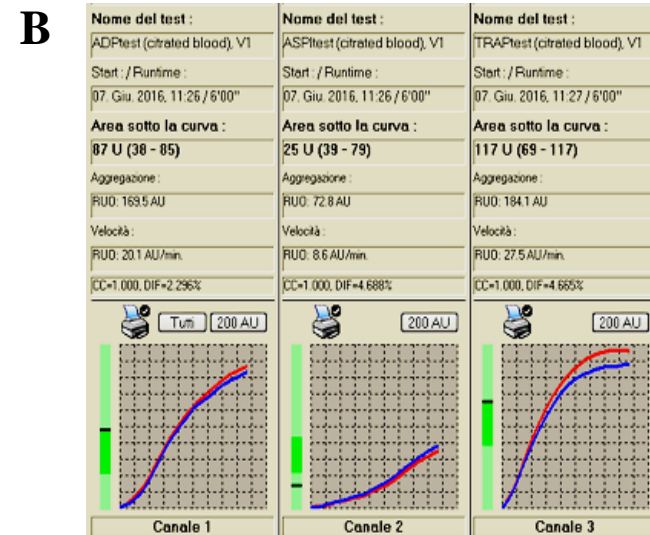 B
Nome del test :
ADPtest (citrated blood), V1
Start : / Runtime :
07. Giu. 2016, 11:26 / 6'00"
Area sotto la curva :
87 U (38 - 85)
Aggregazione :
RUO: 169.5 AU
Velocità :
RUO: 20.1 AU/min.
CC=1.000, DIF=2.296%
Tutti
200 AU
Canale 1
Nome del test :
ASPItest (citrated blood), V1
Start : / Runtime :
07. Giu. 2016, 11:26 / 6'00"
Area sotto la curva :
25 U (39 - 79)
Aggregazione :
RUO: 72.8 AU
Velocità :
RUO: 8.6 AU/min.
CC=1.000, DIF=4.688%
200 AU
Canale 2
Nome del test :
TRAPtest (citrated blood), V1
Start : / Runtime :
07. Giu. 2016, 11:27 / 6'00"
Area sotto la curva :
117 U (69 - 117)
Aggregazione :
RUO: 184.1 AU
Velocità :
RUO: 27.5 AU/min.
CC=1.000, DIF=4.665%
200 AU
Canale 3